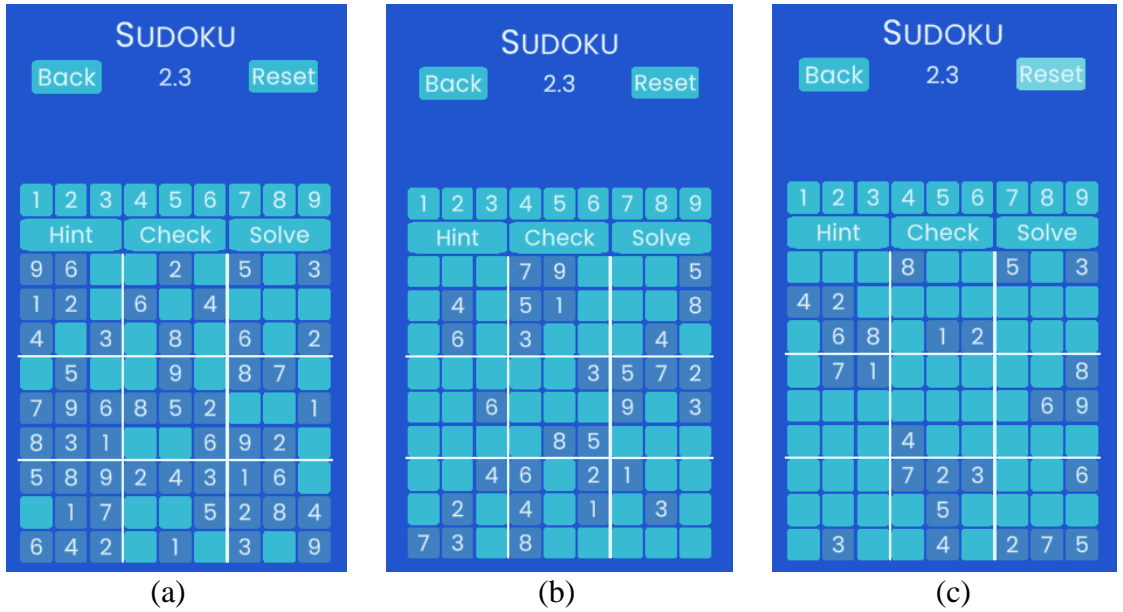 SUDOKU
Back 2.3 Reset
1 2 3 4 5 6 7 8 9
Hint Check Solve
9 6 2 5 3
1 2 6 4
4 3 8 6 2
5 9 8 7
7 9 6 8 5 2 1
8 3 1 6 9 2
5 8 9 2 4 3 1 6
1 7 5 2 8 4
6 4 2 1 3 9
(a)
SUDOKU
Back 2.3 Reset
1 2 3 4 5 6 7 8 9
Hint Check Solve
7 9 5
4 5 1 8
6 3 4
3 5 7 2
6 9 3
8 5
4 6 2 1
2 4 1 3
7 3 8
(b)
SUDOKU
Back 2.3 Reset
1 2 3 4 5 6 7 8 9
Hint Check Solve
8 5 3
4 2
6 8 1 2
7 1 8
6 9
4
7 2 3 6
5
3 4 2 7 5
(c)